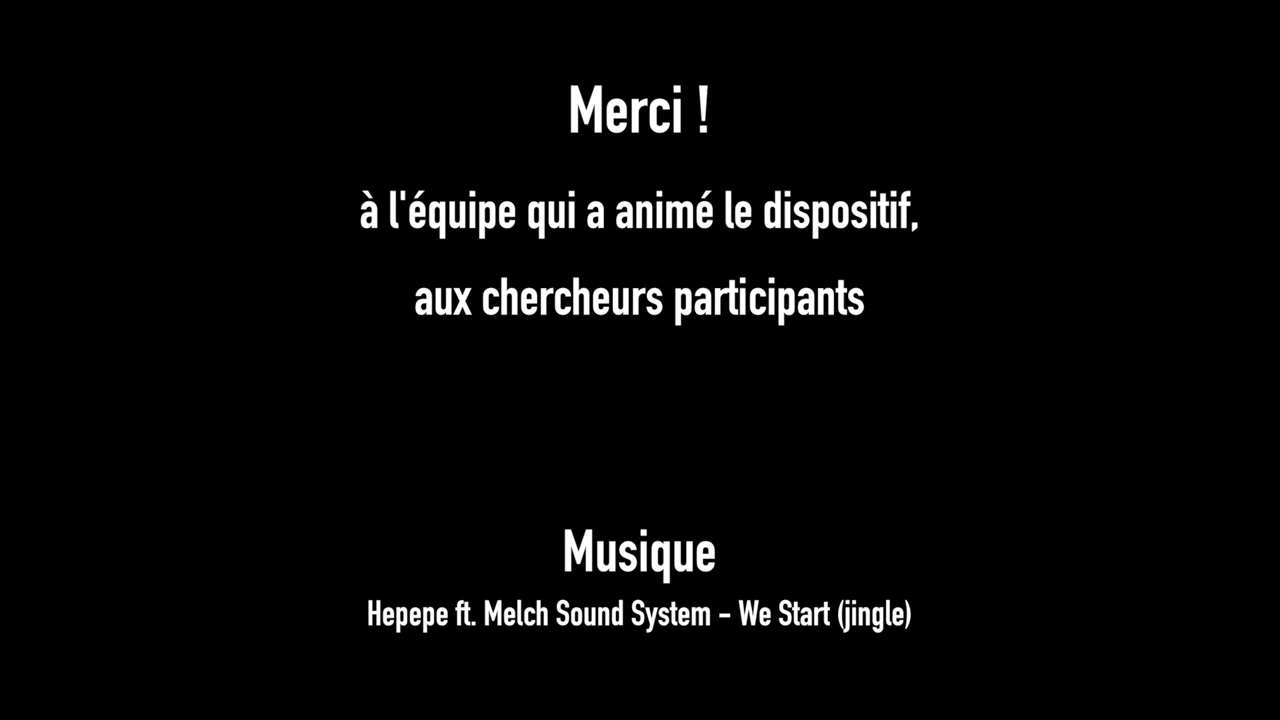 Merci !
à l'équipe qui a animé le dispositif,
aux chercheurs participants
Musique
Hepepe ft. Melch Sound System - We Start (jingle)